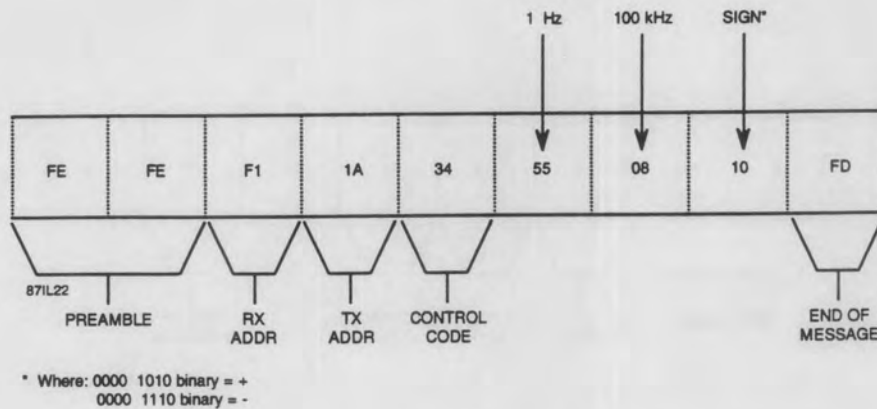 1 Hz 100 kHz SIGN*
FE FE F1 1A 34 55 08 10 FD
871L22
PREAMBLE
RX
ADDR
TX
ADDR
CONTROL
CODE
END OF
MESSAGE
* Where: 0000 1010 binary = +
0000 1110 binary = -